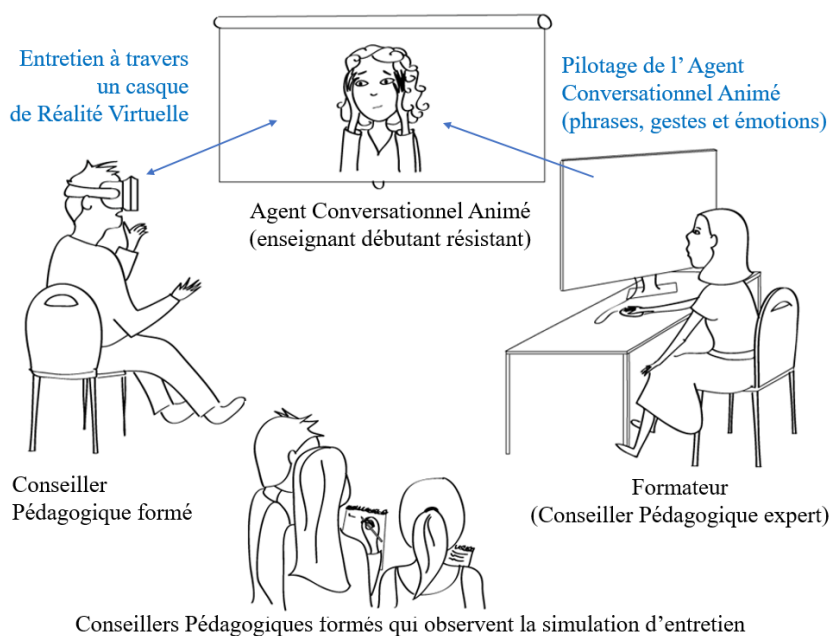 Entretien à travers
un casque
de Réalité Virtuelle
Pilotage de l’Agent
Conversationnel Animé
(phrases, gestes et émotions)
Agent Conversationnel Animé
(enseignant débutant résistant)
Conseiller
Pédagogique formé
Formateur
(Conseiller Pédagogique expert)
Conseillers Pédagogiques formés qui observent la simulation d’entretien